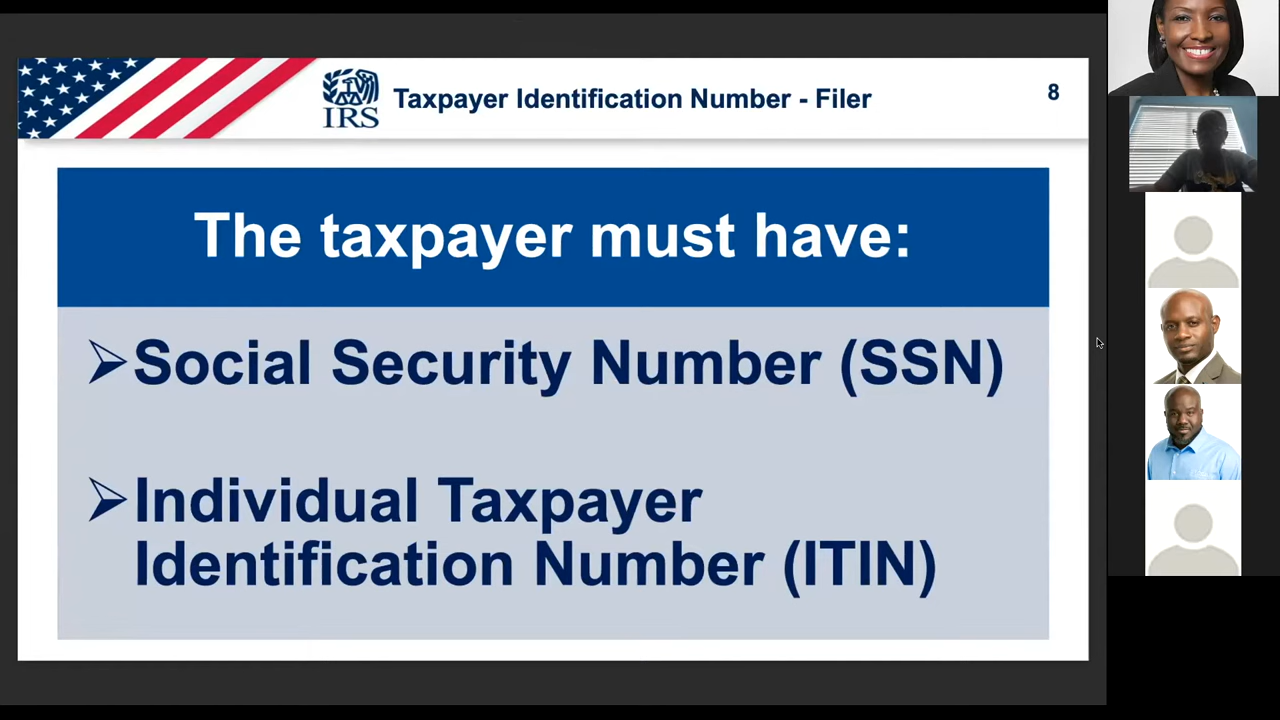 IRS
Taxpayer Identification Number - Filer
8
The taxpayer must have:
➢Social Security Number (SSN)
➢Individual Taxpayer
Identification Number (ITIN)